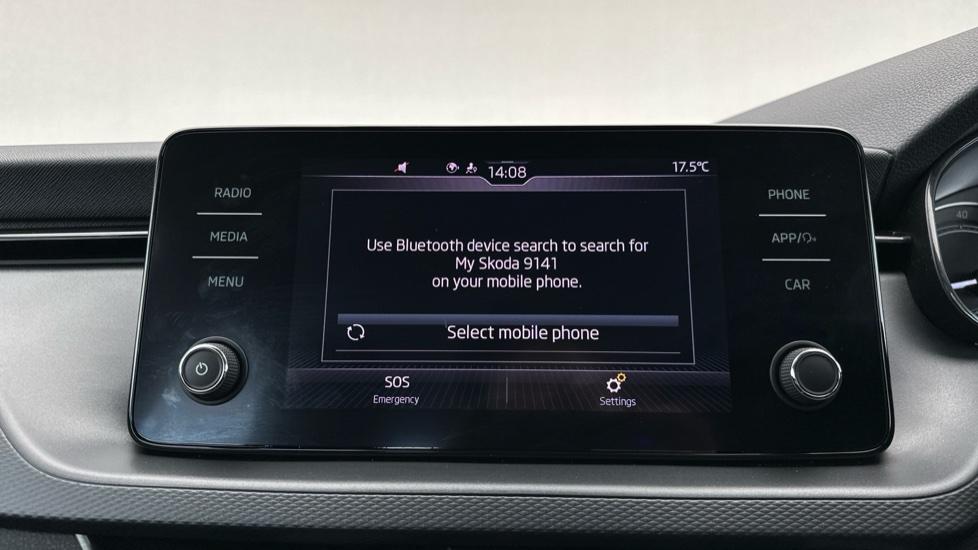 14:08
17.5°C
RADIO
MEDIA
MENU
Use Bluetooth device search to search for
My Skoda 9141
on your mobile phone.
Select mobile phone
SOS
Emergency
Settings
PHONE
APP/
CAR
40